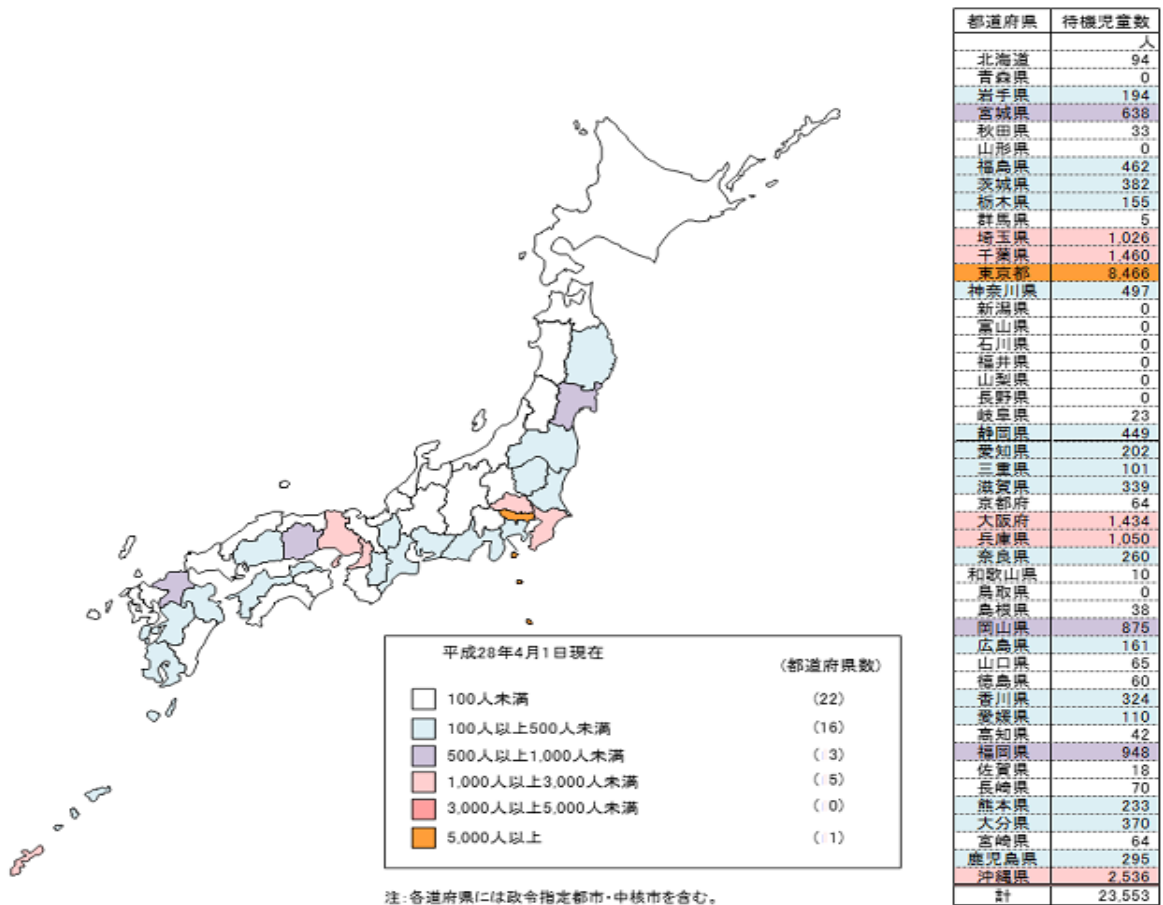 都道府県 待機児童数
人
北海道 94
青森県 0
岩手県 194
宮城県 638
秋田県 33
山形県 0
福島県 462
茨城県 382
栃木県 155
群馬県 5
埼玉県 1,026
千葉県 1,460
東京都 8,466
神奈川県 497
新潟県 0
富山県 0
石川県 0
福井県 0
山梨県 0
長野県 0
岐阜県 23
静岡県 449
愛知県 202
三重県 101
滋賀県 339
京都府 64
大阪府 1,434
兵庫県 1,050
奈良県 260
和歌山県 10
鳥取県 0
島根県 38
岡山県 875
広島県 161
山口県 65
徳島県 60
香川県 324
愛媛県 110
高知県 42
福岡県 948
佐賀県 18
長崎県 70
熊本県 233
大分県 370
宮崎県 64
鹿児島県 295
沖縄県 2,536
計 23,553
平成28年4月1日現在 (都道府県数)
100人未満 (22)
100人以上500人未満 (16)
500人以上1,000人未満 ( 3)
1,000人以上3,000人未満 ( 5)
3,000人以上5,000人未満 ( 0)
5,000人以上 ( 1)
注:各道府県には政令指定都市・中核市を含む。